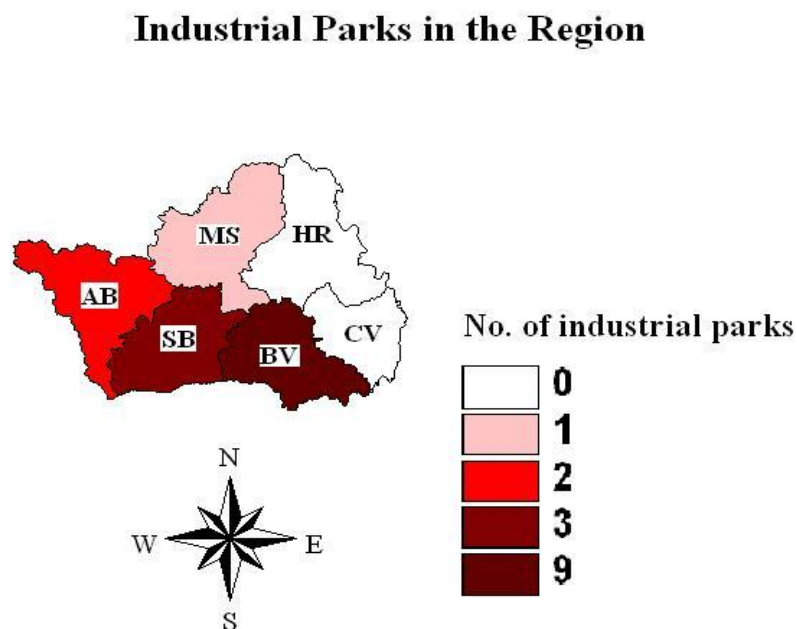 Industrial Parks in the Region
MS
HR
AB
SB
BV
CV
No. of industrial parks
0
1
2
3
9
N
W
E
S